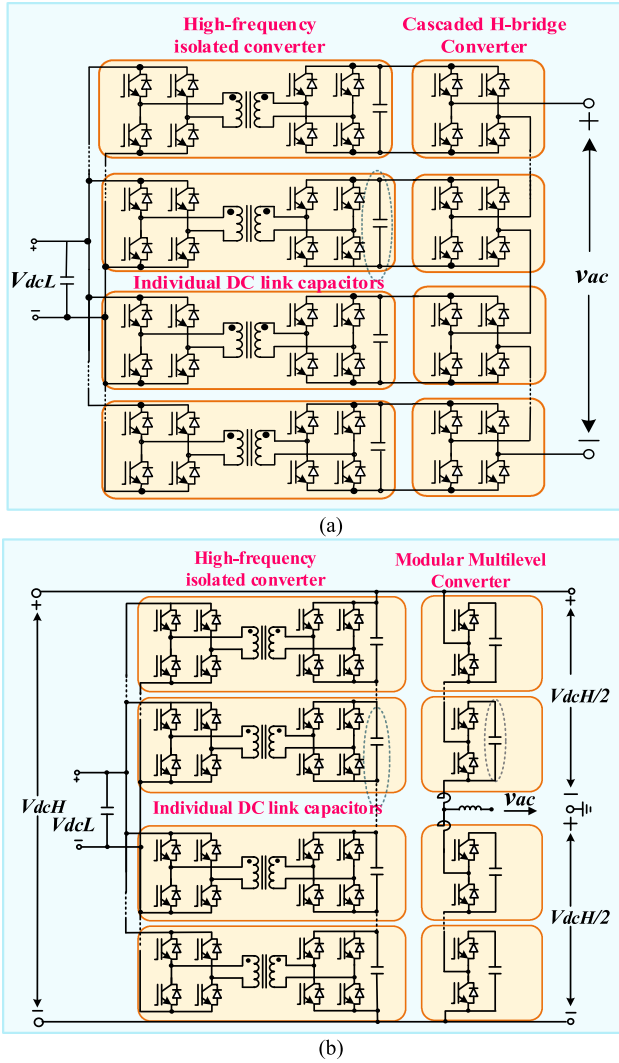 High-frequency
isolated converter
Cascaded H-bridge
Converter
+
+
VdcL
−
Individual DC link capacitors
vac
−
(a)
High-frequency
isolated converter
Modular Multilevel
Converter
+
+
VdcH/2
+
VdcH
VdcL
−
Individual DC link capacitors
vac
−
+
VdcH/2
−
−
(b)